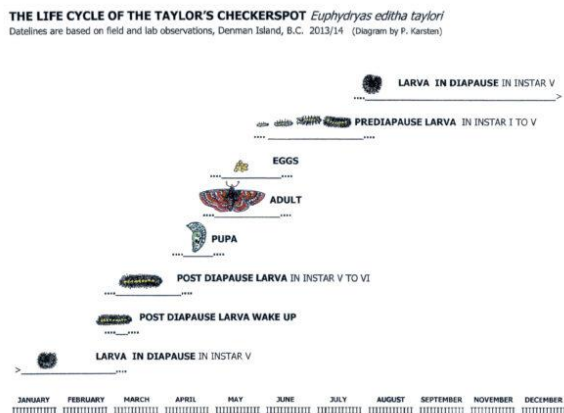 THE LIFE CYCLE OF THE TAYLOR'S CHECKERSPOT Euphydryas editha taylori
Datelines are based on field and lab observations, Denman Island, B.C. 2013/14 (Diagram by P. Karsten)
LARVA IN DIAPAUSE IN INSTAR V
PREDIAPAUSE LARVA IN INSTAR I TO V
EGGS
ADULT
PUPA
POST DIAPAUSE LARVA IN INSTAR V TO VI
POST DIAPAUSE LARVA WAKE UP
LARVA IN DIAPAUSE IN INSTAR V
JANUARY FEBRUARY MARCH APRIL MAY JUNE JULY AUGUST SEPTEMBER NOVEMBER DECEMBER